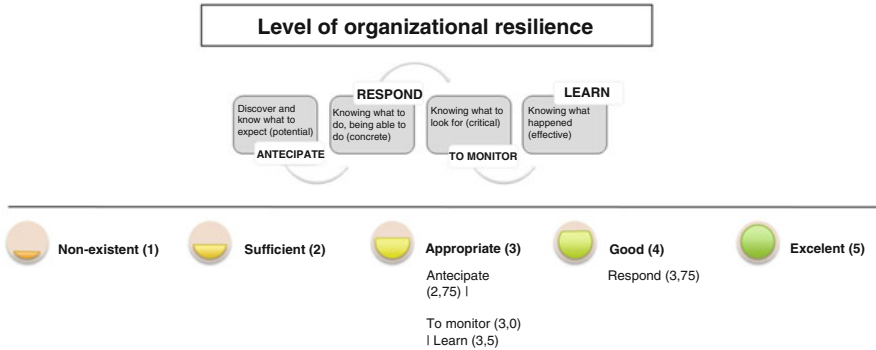 Level of organizational resilience
Discover and
know what to
expect (potential)
ANTECIPATE
RESPOND
Knowing what to
do, being able to
do (concrete)
Knowing what to
look for (critical)
TO MONITOR
LEARN
Knowing what
happened
(effective)
Non-existent (1)
Sufficient (2)
Appropriate (3)
Antecipate
(2,75) |
To monitor (3,0)
| Learn (3,5)
Good (4)
Respond (3,75)
Excelent (5)